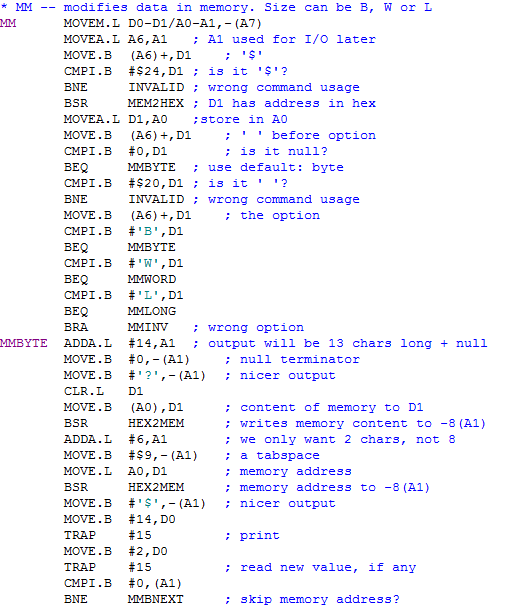 * MM -- modifies data in memory. Size can be B, W or L
MM      MOVEM.L D0-D1/A0-A1,-(A7)
        MOVEA.L A6,A1   ; A1 used for I/O later
        MOVE.B  (A6)+,D1    ; '$'
        CMPI.B  #$24,D1 ; is it '$'?
        BNE     INVALID ; wrong command usage
        BSR     MEM2HEX ; D1 has address in hex
        MOVEA.L D1,A0   ;store in A0
        MOVE.B  (A6)+,D1    ; ' ' before option
        CMPI.B  #0,D1       ; is it null?
        BEQ     MMBYTE  ; use default: byte
        CMPI.B  #$20,D1 ; is it ' '?
        BNE     INVALID ; wrong command usage
        MOVE.B  (A6)+,D1    ; the option
        CMPI.B  #'B',D1
        BEQ     MMBYTE
        CMPI.B  #'W',D1
        BEQ     MMWORD
        CMPI.B  #'L',D1
        BEQ     MMLONG
        BRA     MMINV   ; wrong option
MMBYTE  ADDA.L  #14,A1  ; output will be 13 chars long + null
        MOVE.B  #0,-(A1)    ; null terminator
        MOVE.B  #'?',-(A1)  ; nicer output
        CLR.L   D1
        MOVE.B  (A0),D1     ; content of memory to D1
        BSR     HEX2MEM     ; writes memory content to -8(A1)
        ADDA.L  #6,A1       ; we only want 2 chars, not 8
        MOVE.B  #$9,-(A1)   ; a tabspace
        MOVE.L  A0,D1       ; memory address
        BSR     HEX2MEM     ; memory address to -8(A1)
        MOVE.B  #'$',-(A1)  ; nicer output
        MOVE.B  #14,D0
        TRAP    #15         ; print
        MOVE.B  #2,D0
        TRAP    #15         ; read new value, if any
        CMPI.B  #0,(A1)
        BNE     MMBNEXT     ; skip memory address?